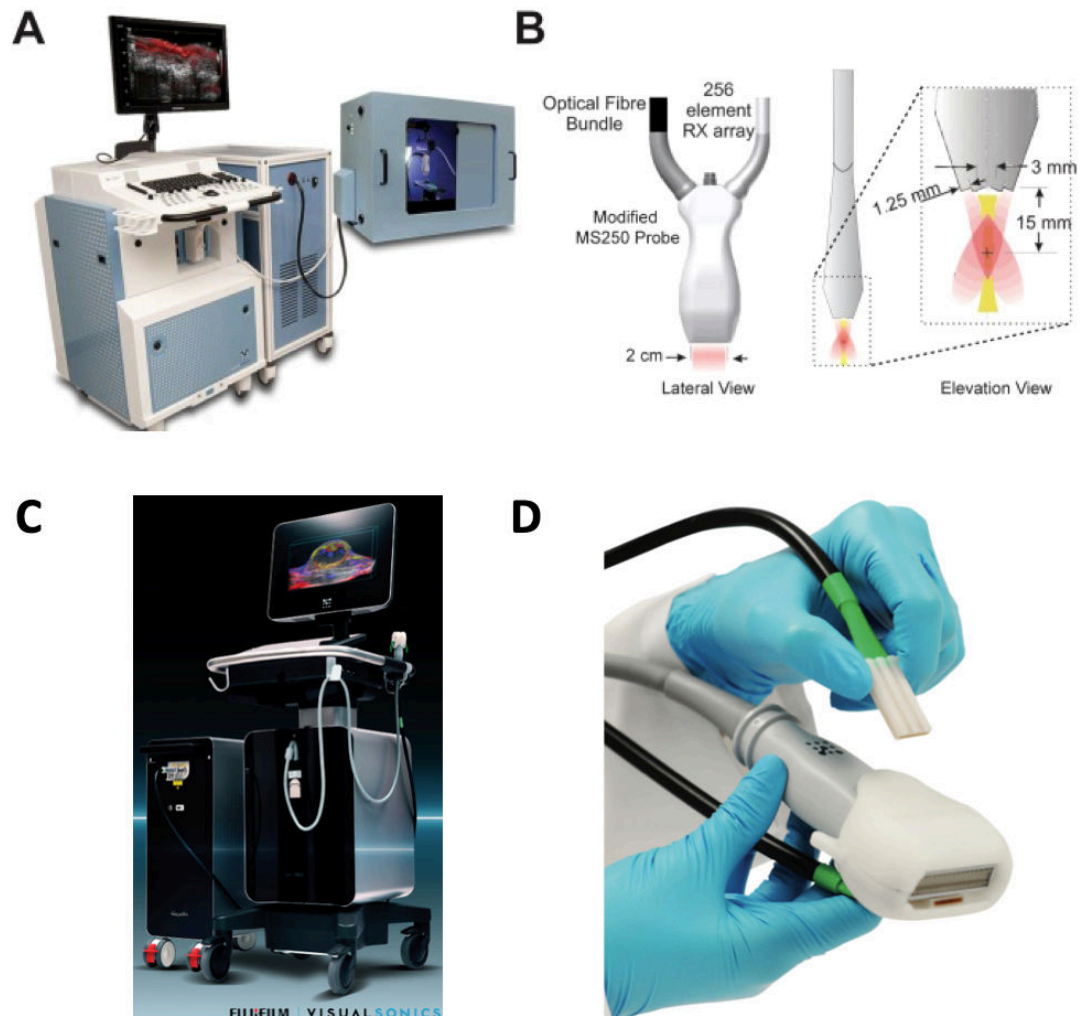 A
B
Optical Fibre
Bundle
256
element
RX array
Modified
MS250 Probe
2 cm
Lateral View
1.25 mm
3 mm
15 mm
Elevation View
C
D
FUJIFILM | VISUALSONICS